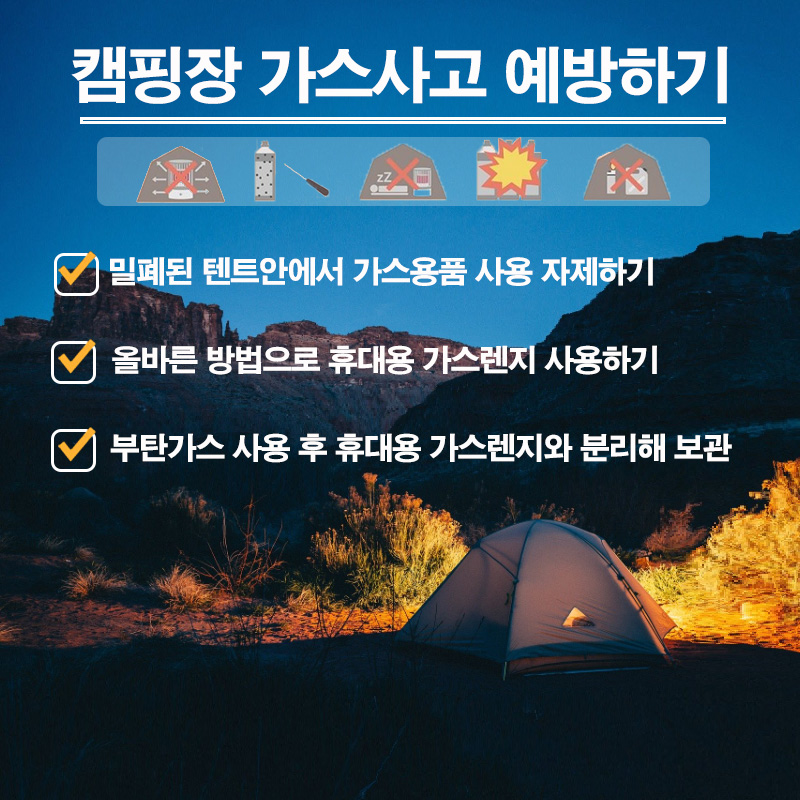 캠핑장 가스사고 예방하기
zZ
밀폐된 텐트안에서 가스용품 사용 자제하기
올바른 방법으로 휴대용 가스렌지 사용하기
부탄가스 사용 후 휴대용 가스렌지와 분리해 보관